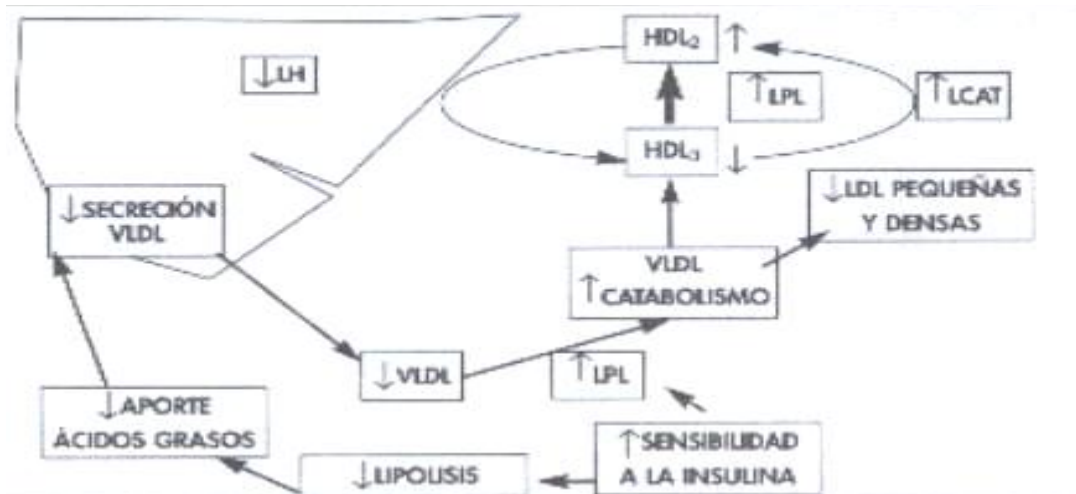 HDL₂ ↑
↓LH
↑LPL
↑LCAT
HDL₃ ↓
↓SECRECIÓN
VLDL
↓LDL PEQUEÑAS
Y DENSAS
VLDL
↑CATABOLISMO
↓VLDL
↑LPL
↓APORTE
ÁCIDOS GRASOS
↑SENSIBILIDAD
A LA INSULINA
↓LIPOLISIS